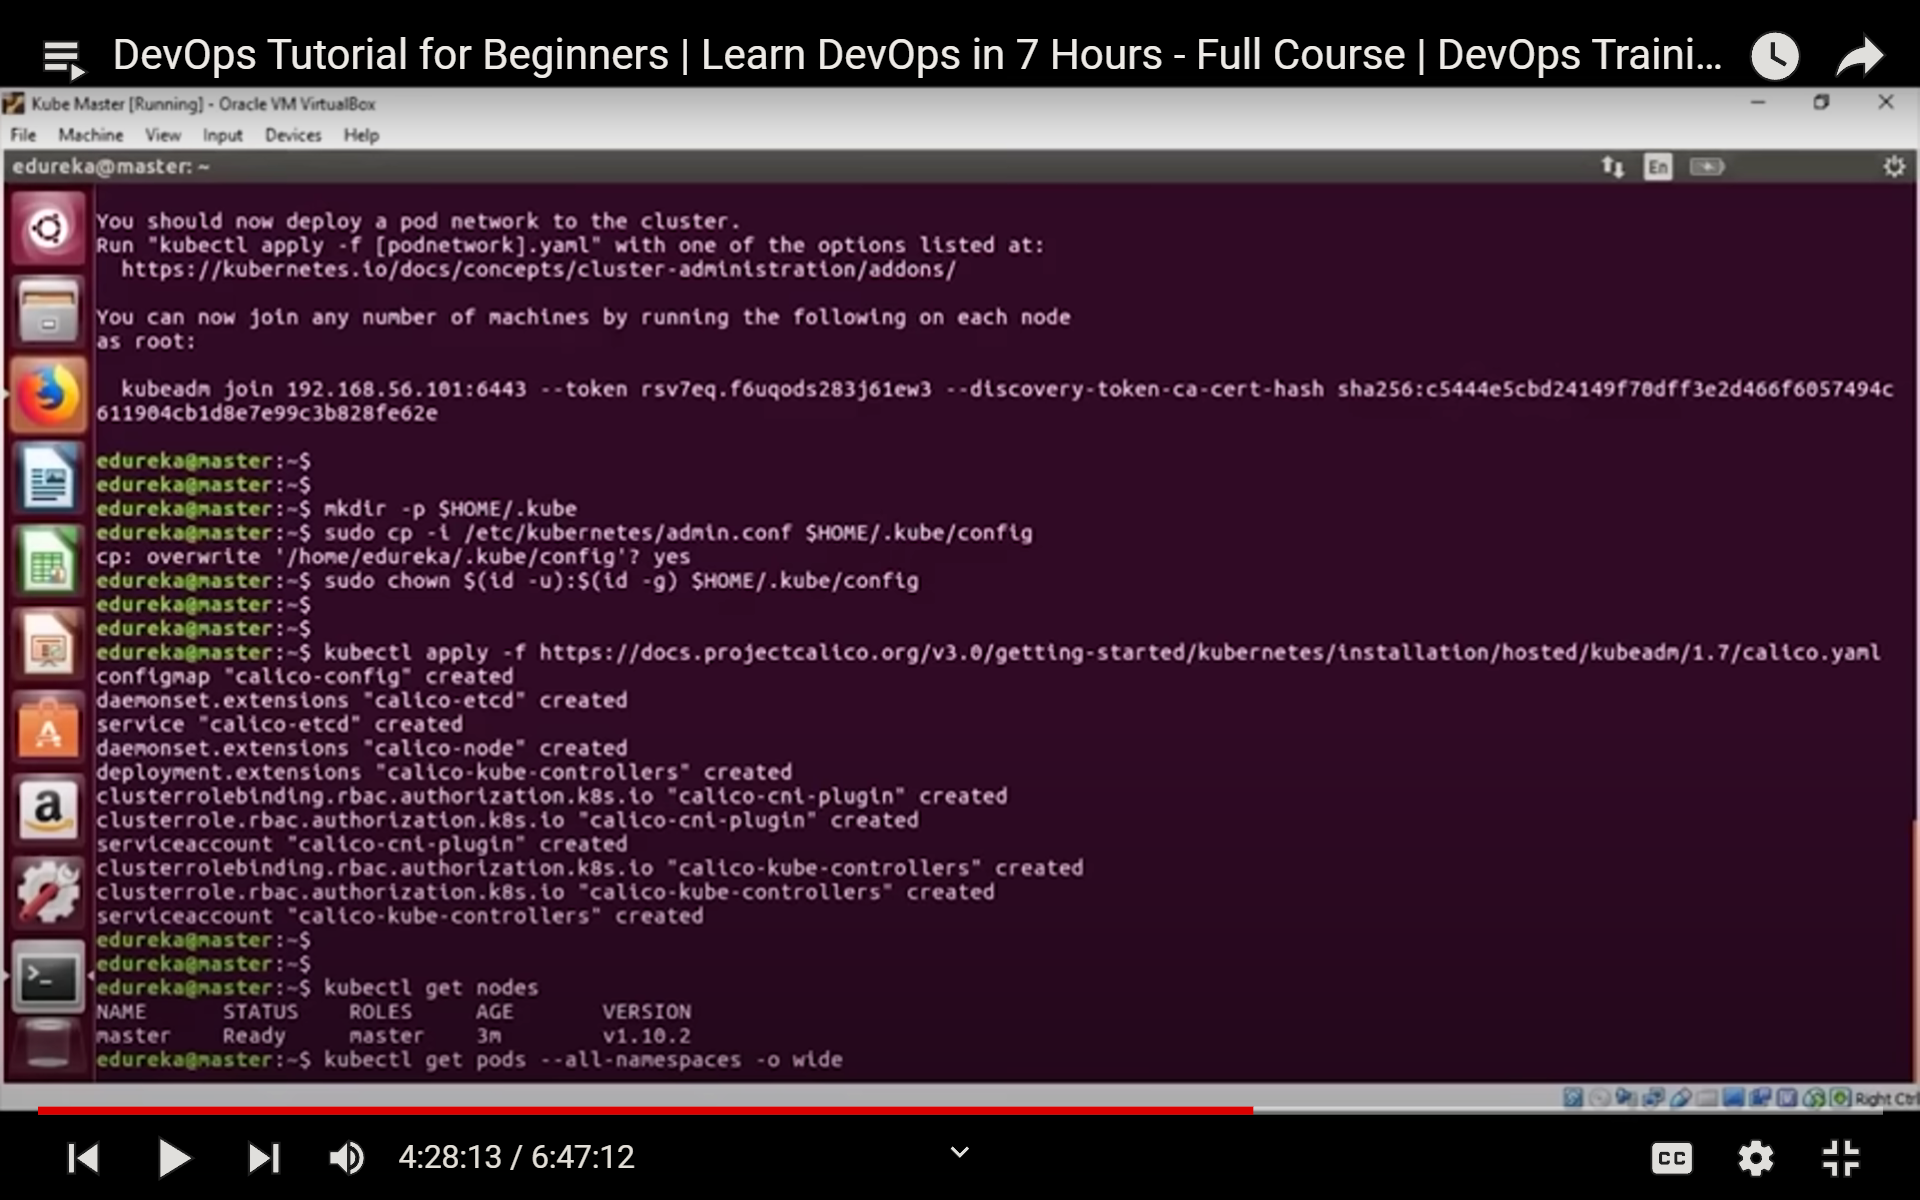 DevOps Tutorial for Beginners | Learn DevOps in 7 Hours - Full Course | DevOps Traini...
Kube Master [Running] - Oracle VM VirtualBox
File Machine View Input Devices Help
edureka@master: ~
En
You should now deploy a pod network to the cluster.
Run "kubectl apply -f [podnetwork].yaml" with one of the options listed at:
https://kubernetes.io/docs/concepts/cluster-administration/addons/
You can now join any number of machines by running the following on each node
as root:
kubeadm join 192.168.56.101:6443 --token rsv7eq.f6uqods283j61ew3 --discovery-token-ca-cert-hash sha256:c5444e5cbd24149f70dff3e2d466f6057494c
611904cb1d8e7e99c3b828fe62e
edureka@master:~$
edureka@master:~$
edureka@master:~$ mkdir -p $HOME/.kube
edureka@master:~$ sudo cp -i /etc/kubernetes/admin.conf $HOME/.kube/config
cp: overwrite '/home/edureka/.kube/config'? yes
edureka@master:~$ sudo chown $(id -u):$(id -g) $HOME/.kube/config
edureka@master:~$
edureka@master:~$
edureka@master:~$ kubectl apply -f https://docs.projectcalico.org/v3.0/getting-started/kubernetes/installation/hosted/kubeadm/1.7/calico.yaml
configmap "calico-config" created
daemonset.extensions "calico-etcd" created
service "calico-etcd" created
daemonset.extensions "calico-node" created
deployment.extensions "calico-kube-controllers" created
clusterrolebinding.rbac.authorization.k8s.io "calico-cni-plugin" created
clusterrole.rbac.authorization.k8s.io "calico-cni-plugin" created
serviceaccount "calico-cni-plugin" created
clusterrolebinding.rbac.authorization.k8s.io "calico-kube-controllers" created
clusterrole.rbac.authorization.k8s.io "calico-kube-controllers" created
serviceaccount "calico-kube-controllers" created
edureka@master:~$
edureka@master:~$
edureka@master:~$ kubectl get nodes
NAME STATUS ROLES AGE VERSION
master Ready master 3m v1.10.2
edureka@master:~$ kubectl get pods --all-namespaces -o wide
Right Ctrl
4:28:13 / 6:47:12
CC